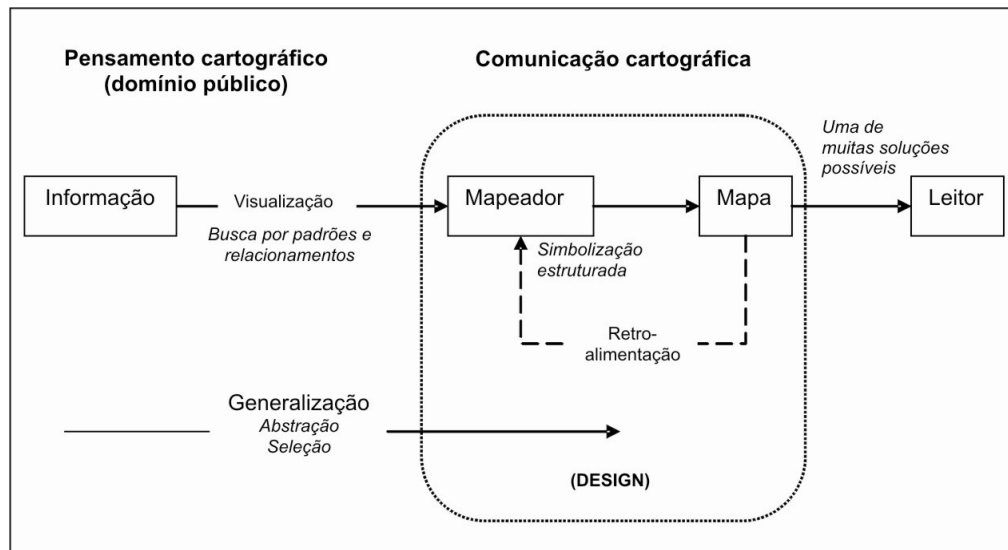 Pensamento cartográfico
(domínio público)
Comunicação cartográfica
Uma de
muitas soluções
possíveis
Informação
Visualização
Busca por padrões e
relacionamentos
Mapeador
Simbolização
estruturada
Mapa
Leitor
Retro-
alimentação
Generalização
Abstração
Seleção
(DESIGN)